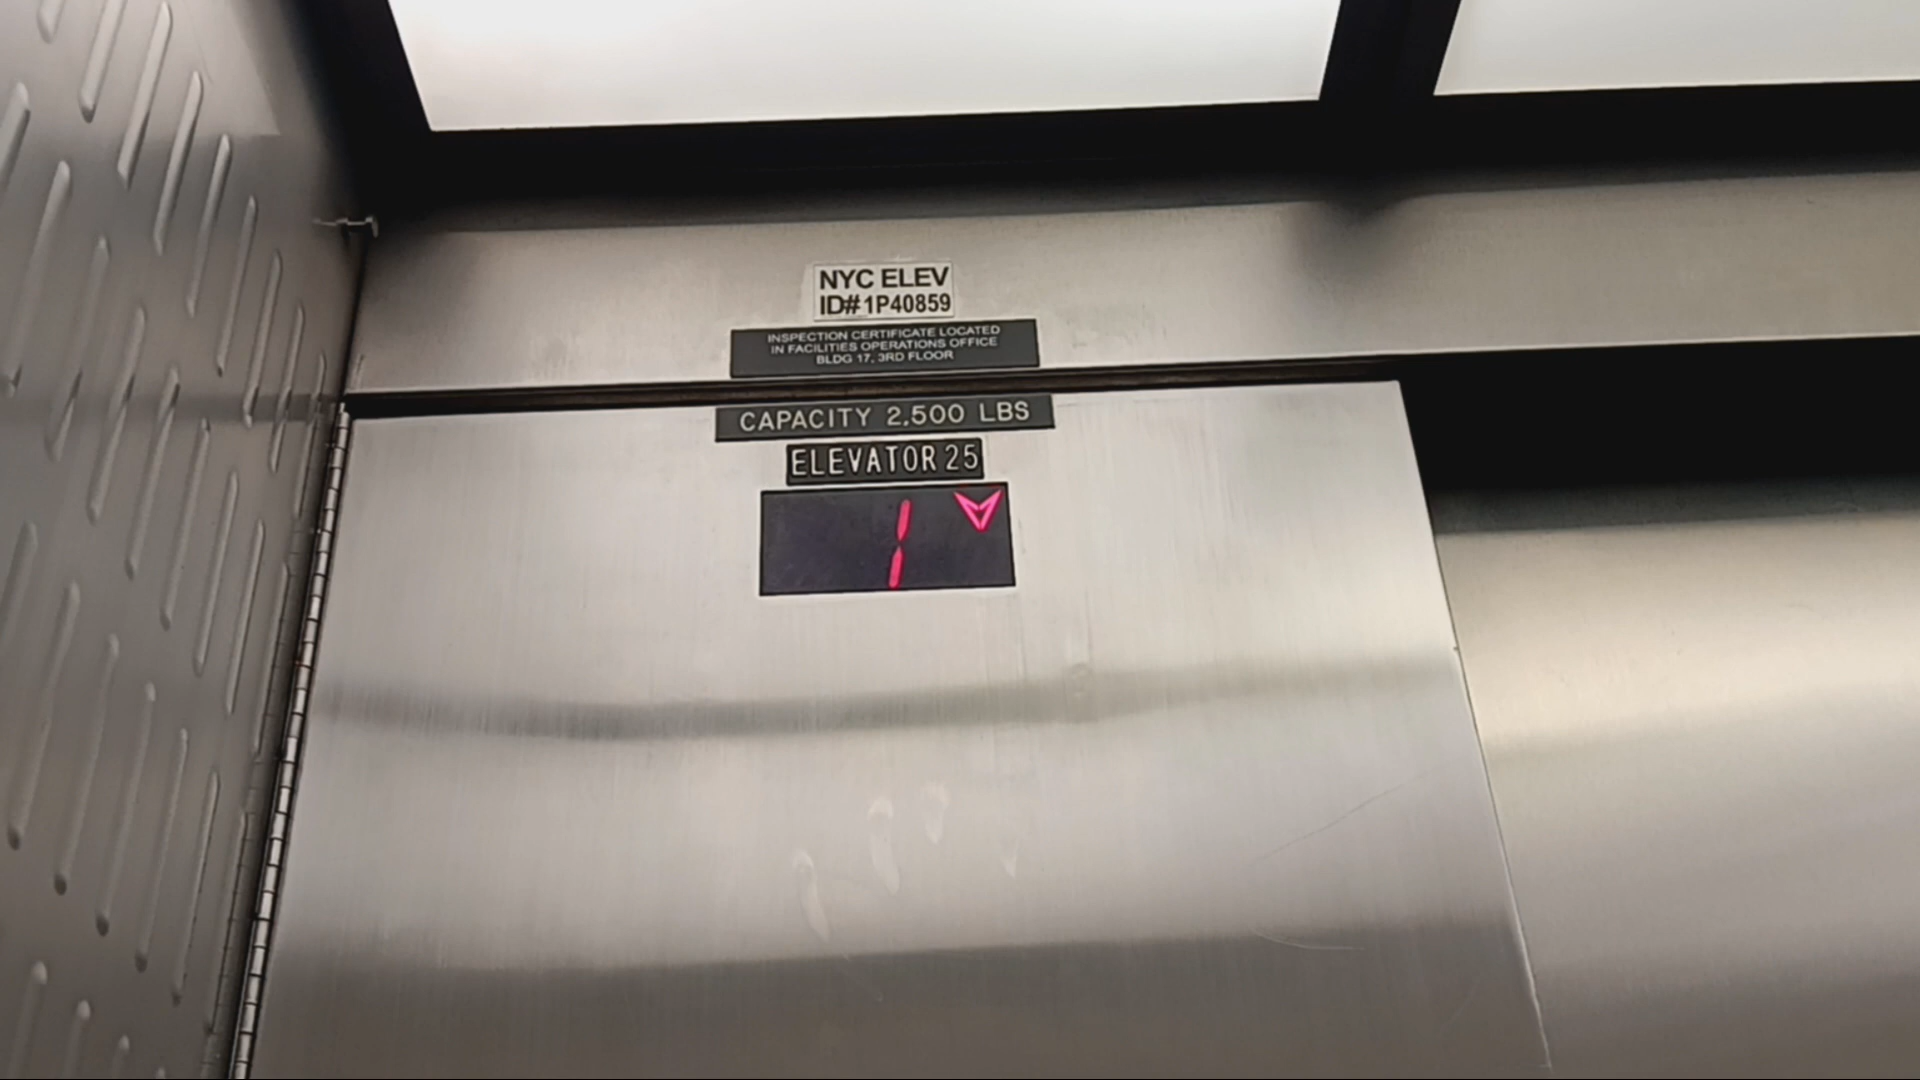 NYC ELEV
ID# 1P40859
INSPECTION CERTIFICATE LOCATED
IN FACILITIES OPERATIONS OFFICE
BLDG 17, 3RD FLOOR
CAPACITY 2,500 LBS
ELEVATOR 25
1